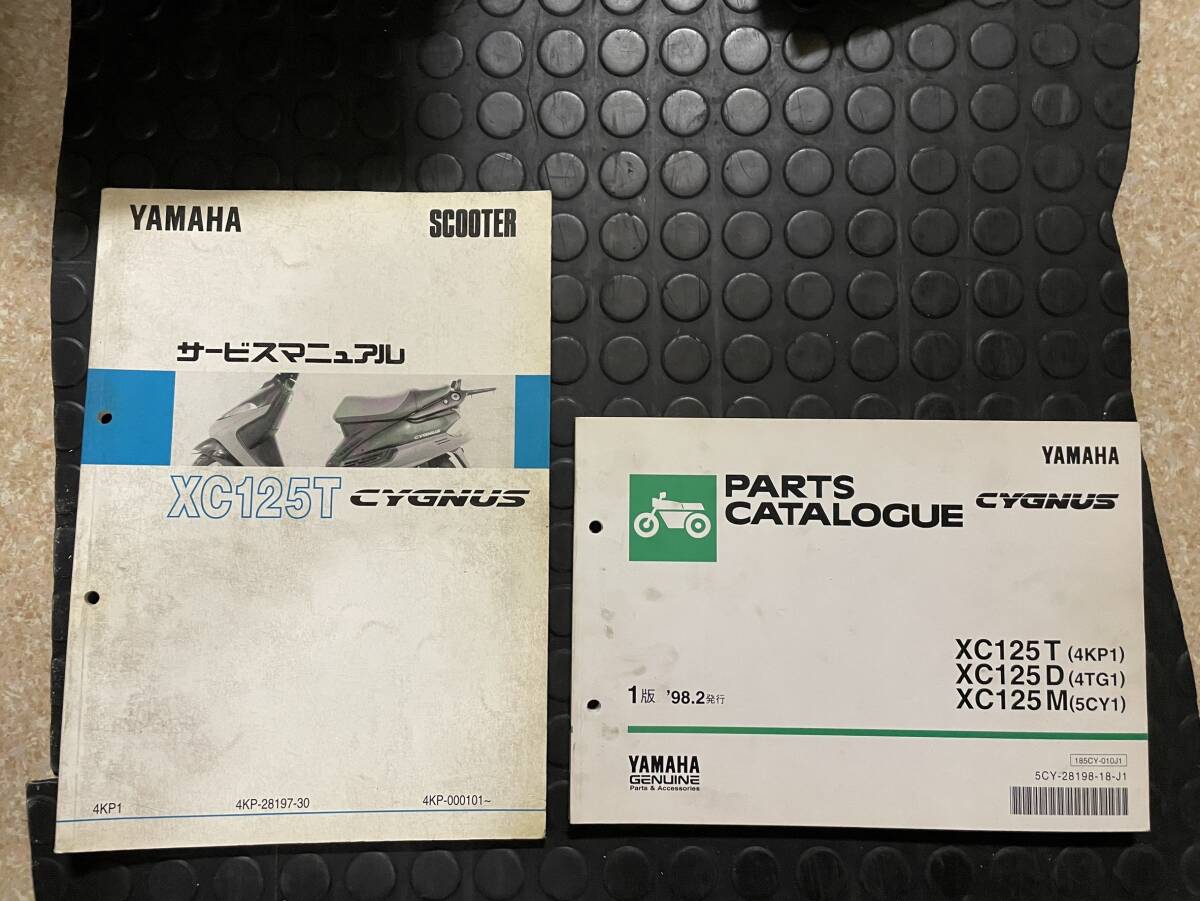 YAMAHA SCOOTER
サービスマニュアル
CYGNUS
XC125T CYGNUS
4KP1 4KP-28197-30 4KP-000101~
YAMAHA
PARTS
CATALOGUE CYGNUS
XC125T (4KP1)
XC125D (4TG1)
XC125M (5CY1)
1版 '98.2発行
YAMAHA
GENUINE
Parts & Accessories
185CY-010J1
5CY-28198-18-J1